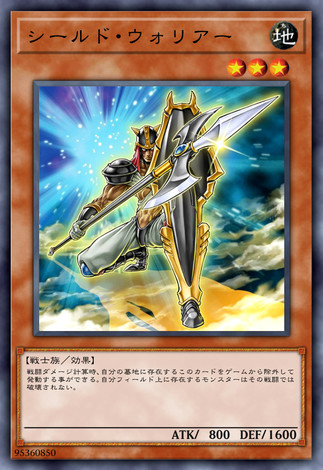 シールド・ウォリアー
地
【戦士族／効果】
戦闘ダメージ計算時、自分の墓地に存在するこのカードをゲームから除外して
発動する事ができる。自分フィールド上に存在するモンスターはその戦闘では
破壊されない。
ATK/ 800 DEF/1600
95360850